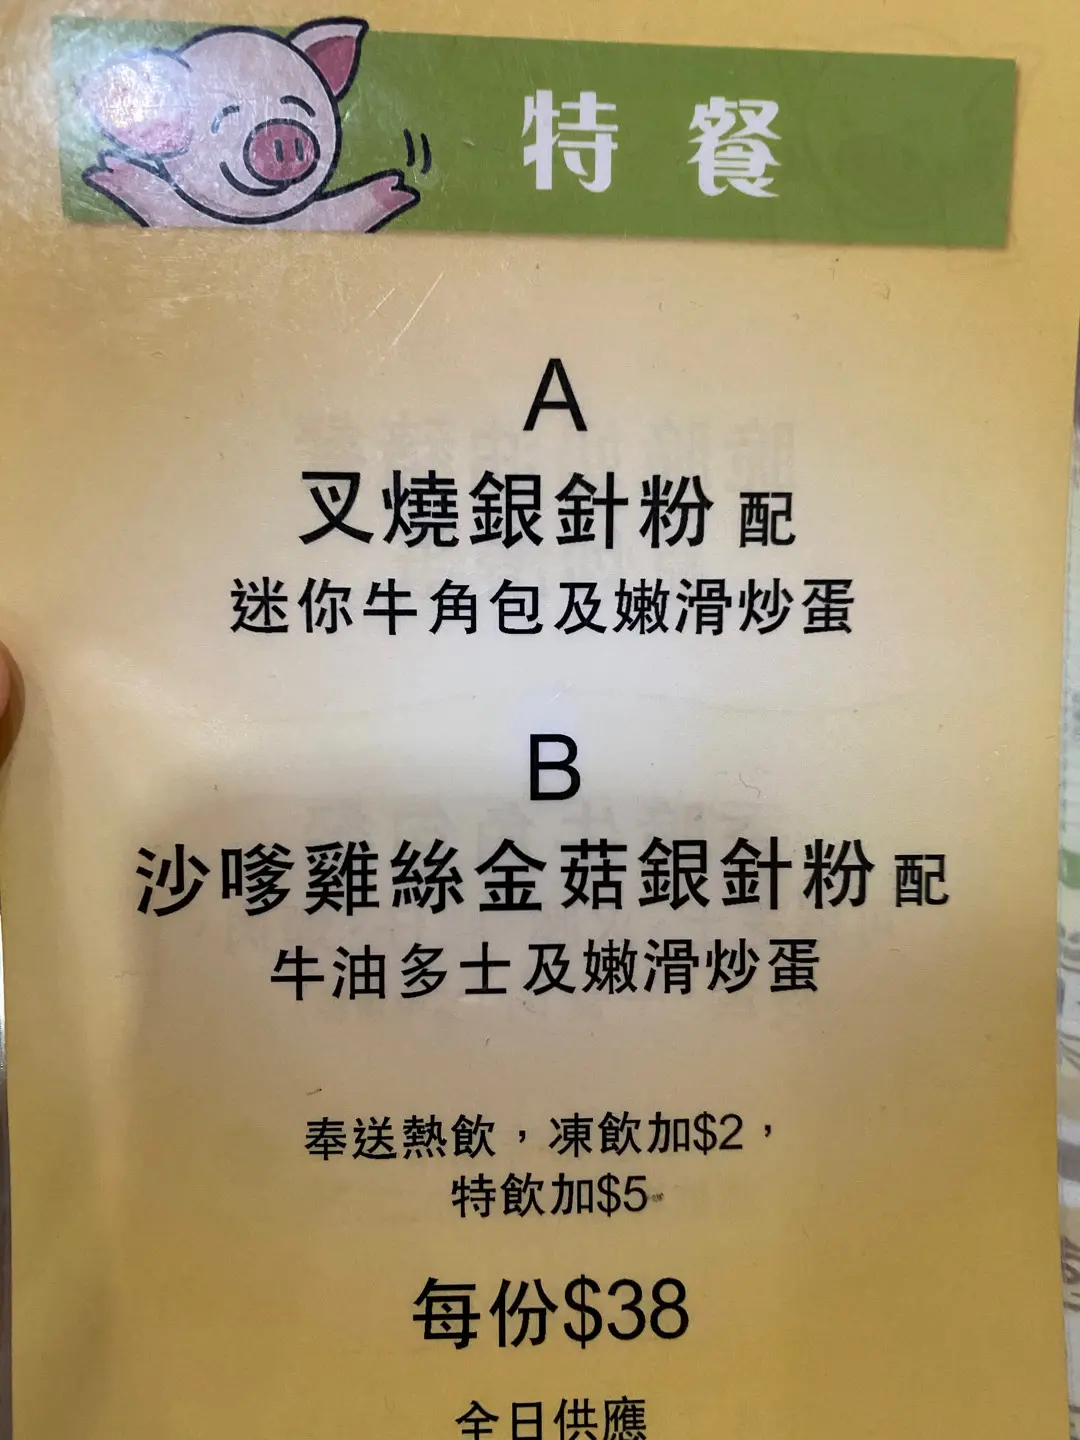 特餐
A
叉燒銀針粉 配
迷你牛角包及嫩滑炒蛋
B
沙嗲雞絲金菇銀針粉 配
牛油多士及嫩滑炒蛋
奉送熱飲，凍飲加$2，
特飲加$5
每份$38
全日供應